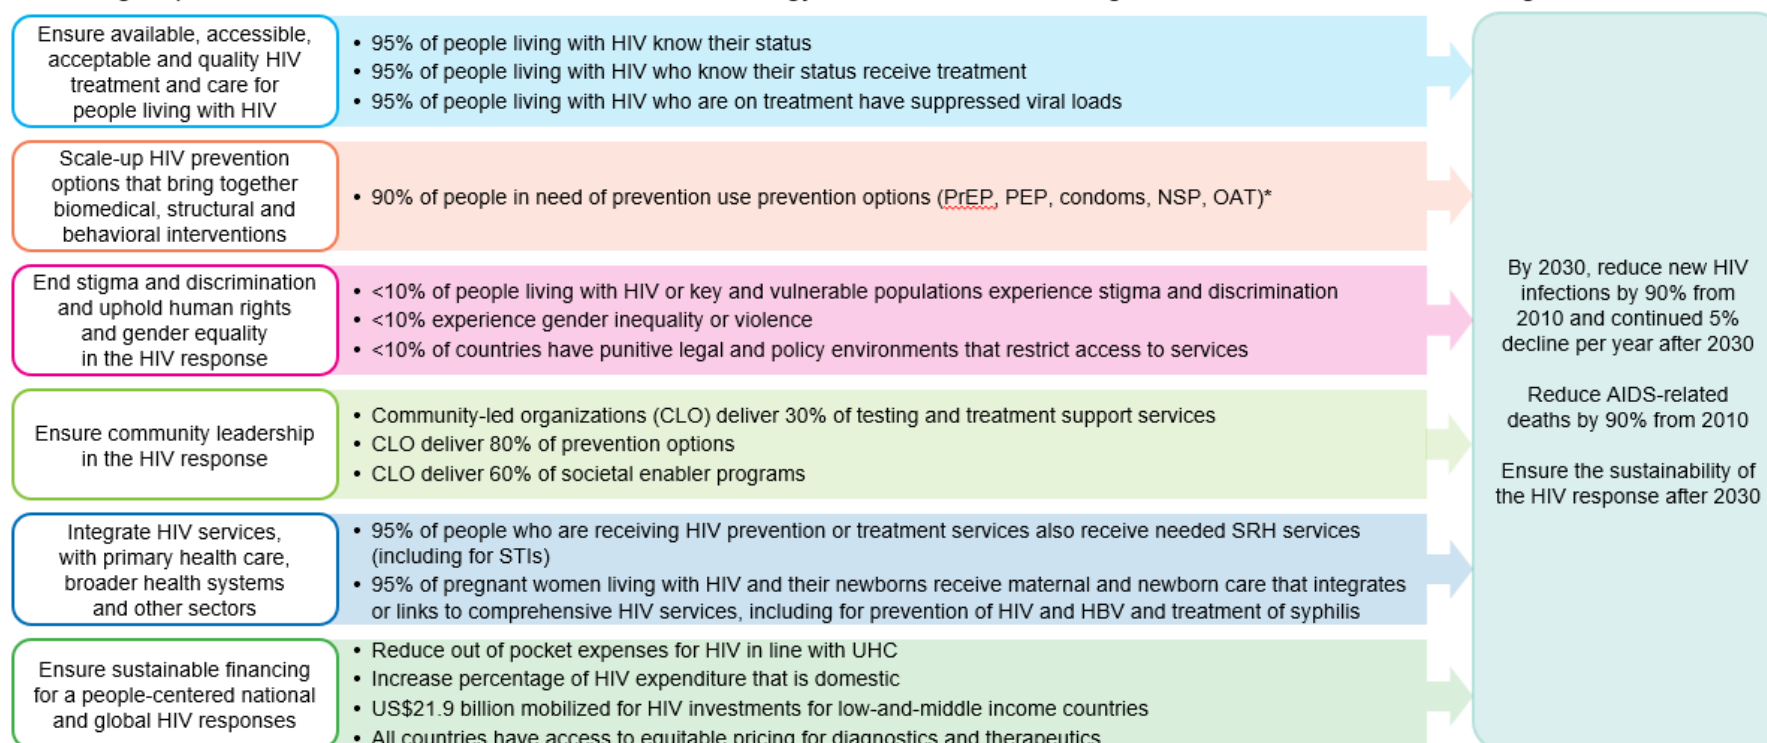 Ensure available, accessible,
acceptable and quality HIV
treatment and care for
people living with HIV
• 95% of people living with HIV know their status
• 95% of people living with HIV who know their status receive treatment
• 95% of people living with HIV who are on treatment have suppressed viral loads
Scale-up HIV prevention
options that bring together
biomedical, structural and
behavioral interventions
• 90% of people in need of prevention use prevention options (PrEP, PEP, condoms, NSP, OAT)*
End stigma and discrimination
and uphold human rights
and gender equality
in the HIV response
• <10% of people living with HIV or key and vulnerable populations experience stigma and discrimination
• <10% experience gender inequality or violence
• <10% of countries have punitive legal and policy environments that restrict access to services
Ensure community leadership
in the HIV response
• Community-led organizations (CLO) deliver 30% of testing and treatment support services
• CLO deliver 80% of prevention options
• CLO deliver 60% of societal enabler programs
Integrate HIV services,
with primary health care,
broader health systems
and other sectors
• 95% of people who are receiving HIV prevention or treatment services also receive needed SRH services
(including for STIs)
• 95% of pregnant women living with HIV and their newborns receive maternal and newborn care that integrates
or links to comprehensive HIV services, including for prevention of HIV and HBV and treatment of syphilis
Ensure sustainable financing
for a people-centered national
and global HIV responses
• Reduce out of pocket expenses for HIV in line with UHC
• Increase percentage of HIV expenditure that is domestic
• US$21.9 billion mobilized for HIV investments for low-and-middle income countries
• All countries have access to equitable pricing for diagnostics and therapeutics
By 2030, reduce new HIV
infections by 90% from
2010 and continued 5%
decline per year after 2030
Reduce AIDS-related
deaths by 90% from 2010
Ensure the sustainability of
the HIV response after 2030